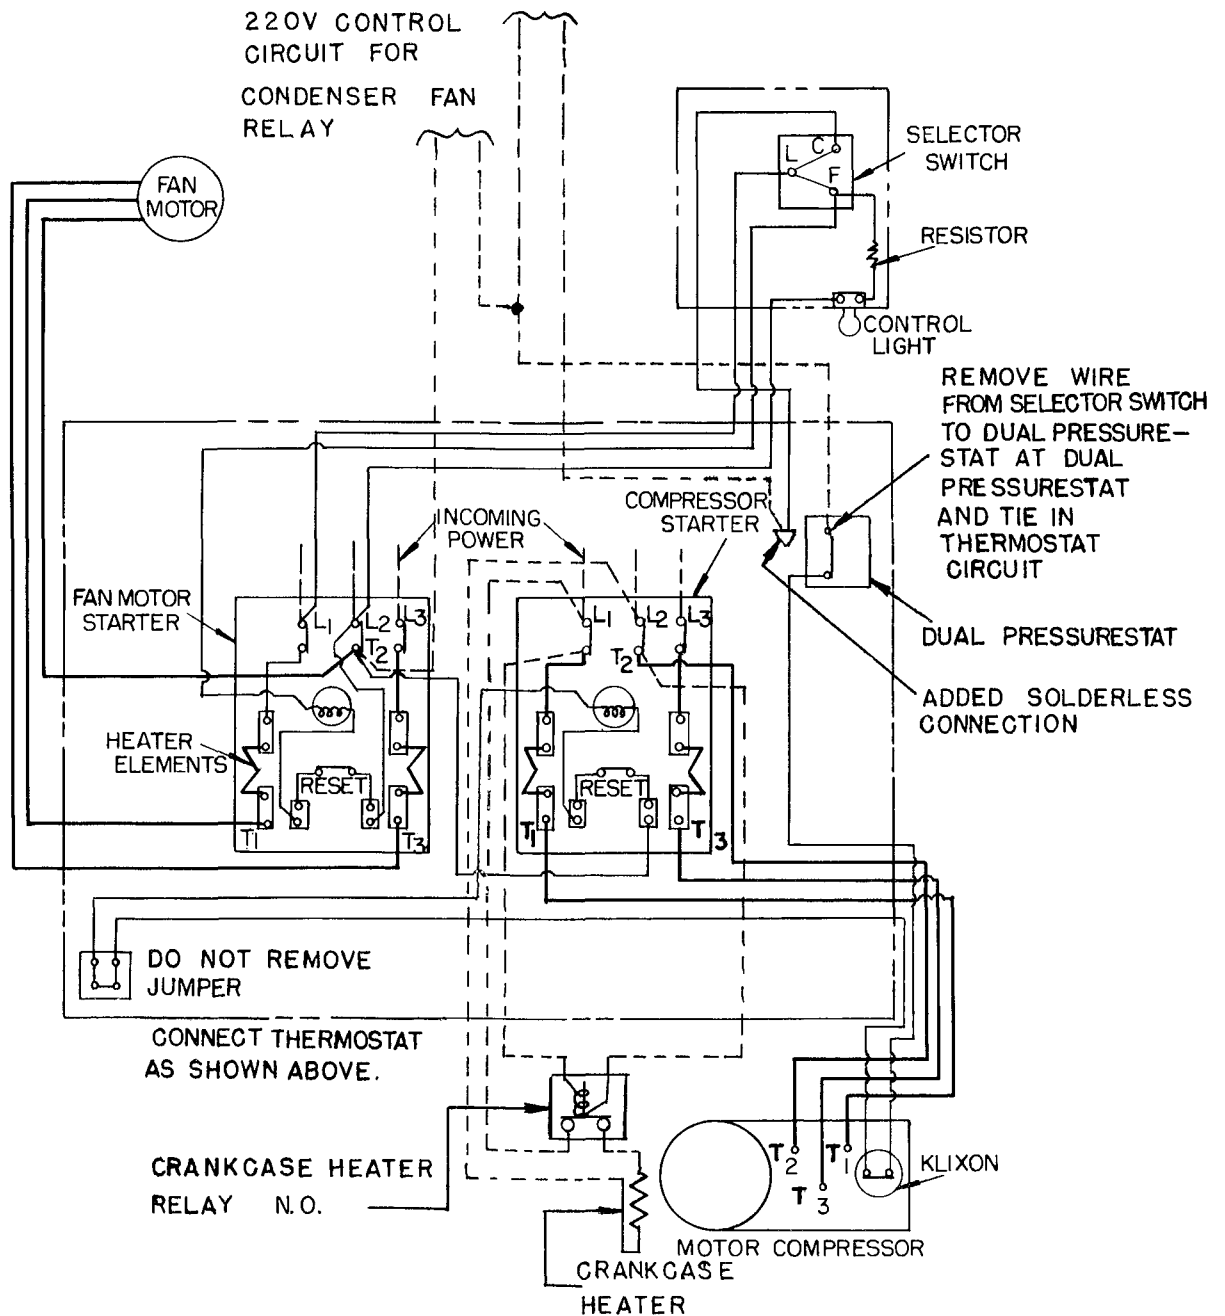 220V CONTROL
CIRCUIT FOR
CONDENSER FAN
RELAY
FAN
MOTOR
L
C
F
SELECTOR
SWITCH
RESISTOR
CONTROL
LIGHT
REMOVE WIRE
FROM SELECTOR SWITCH
TO DUAL PRESSURE-
STAT AT DUAL
PRESSURESTAT
AND TIE IN
THERMOSTAT
CIRCUIT
COMPRESSOR
STARTER
INCOMING
POWER
FAN MOTOR
STARTER
L1
L2
L3
T2
L1
L2
L3
T2
DUAL PRESSURESTAT
ADDED SOLDERLESS
CONNECTION
HEATER
ELEMENTS
RESET
RESET
T1
T3
T1
T3
DO NOT REMOVE
JUMPER
CONNECT THERMOSTAT
AS SHOWN ABOVE.
CRANKCASE HEATER
RELAY N.O.
T2
T1
T3
KLIXON
MOTOR COMPRESSOR
CRANKCASE
HEATER